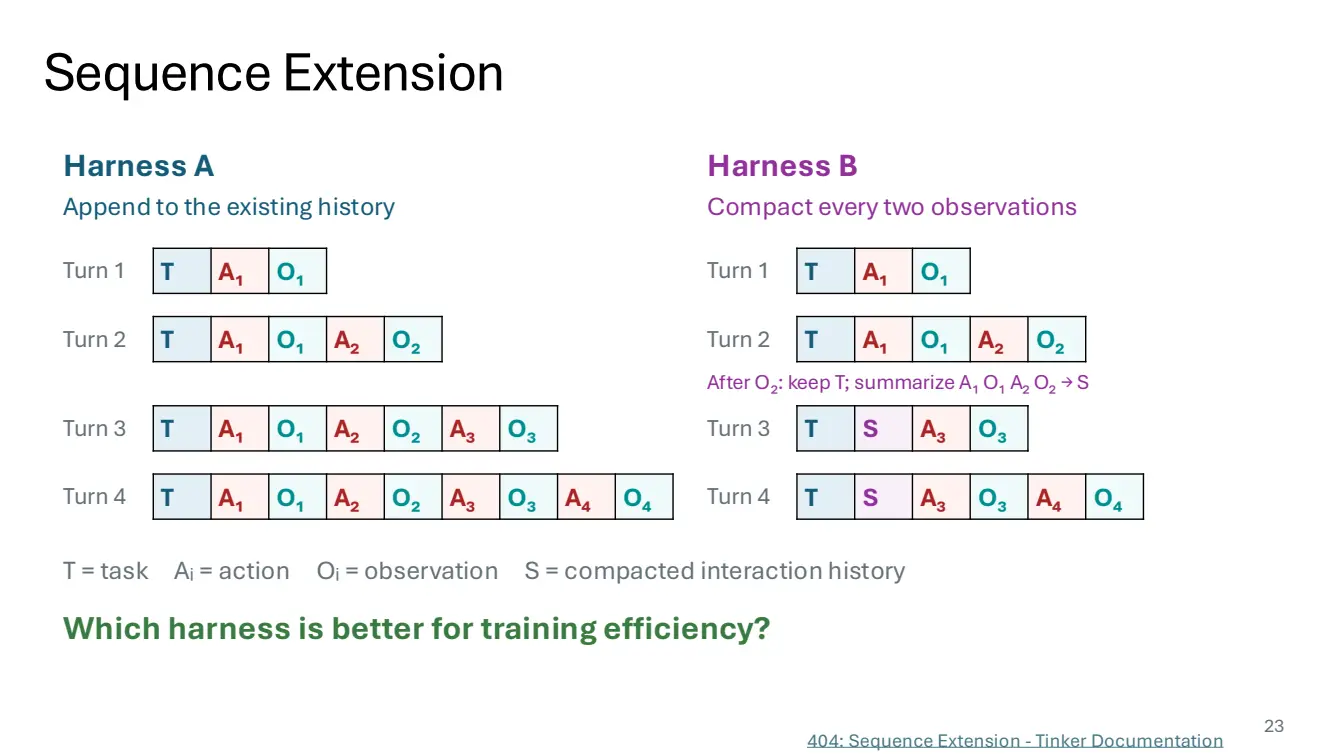 Sequence Extension
Harness A
Append to the existing history
Turn 1 T A₁ O₁
Turn 2 T A₁ O₁ A₂ O₂
Turn 3 T A₁ O₁ A₂ O₂ A₃ O₃
Turn 4 T A₁ O₁ A₂ O₂ A₃ O₃ A₄ O₄
Harness B
Compact every two observations
Turn 1 T A₁ O₁
Turn 2 T A₁ O₁ A₂ O₂
After O₂: keep T; summarize A₁ O₁ A₂ O₂ → S
Turn 3 T S A₃ O₃
Turn 4 T S A₃ O₃ A₄ O₄
T = task Aᵢ = action Oᵢ = observation S = compacted interaction history
Which harness is better for training efficiency?
404: Sequence Extension - Tinker Documentation
23